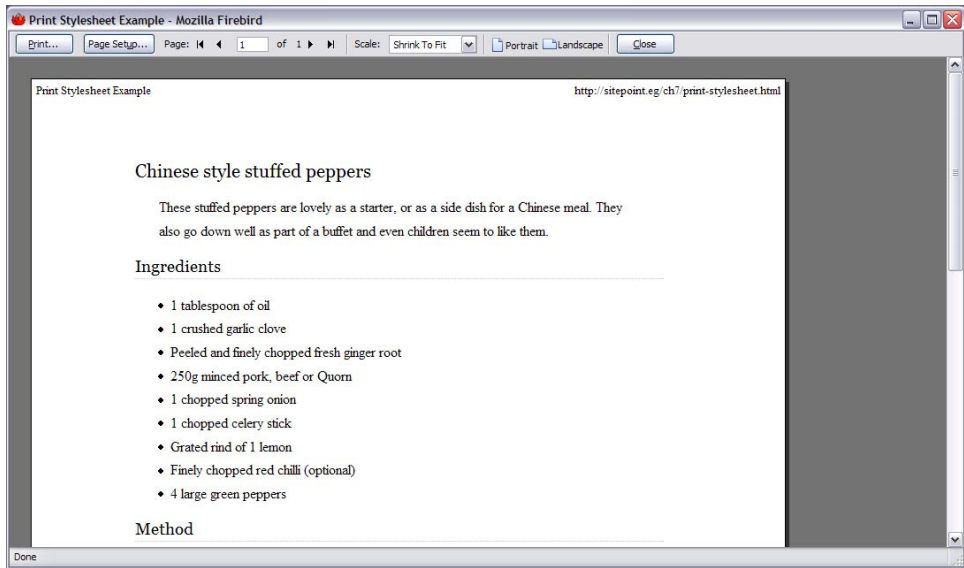 Print Stylesheet Example - Mozilla Firebird
Print... Page Setup... Page: 1 of 1 Scale: Shrink To Fit Portrait Landscape Close
Print Stylesheet Example http://sitepoint.eg/ch7/print-stylesheet.html
Chinese style stuffed peppers
These stuffed peppers are lovely as a starter, or as a side dish for a Chinese meal. They
also go down well as part of a buffet and even children seem to like them.
Ingredients
1 tablespoon of oil
1 crushed garlic clove
Peeled and finely chopped fresh ginger root
250g minced pork, beef or Quorn
1 chopped spring onion
1 chopped celery stick
Grated rind of 1 lemon
Finely chopped red chilli (optional)
4 large green peppers
Method
Done